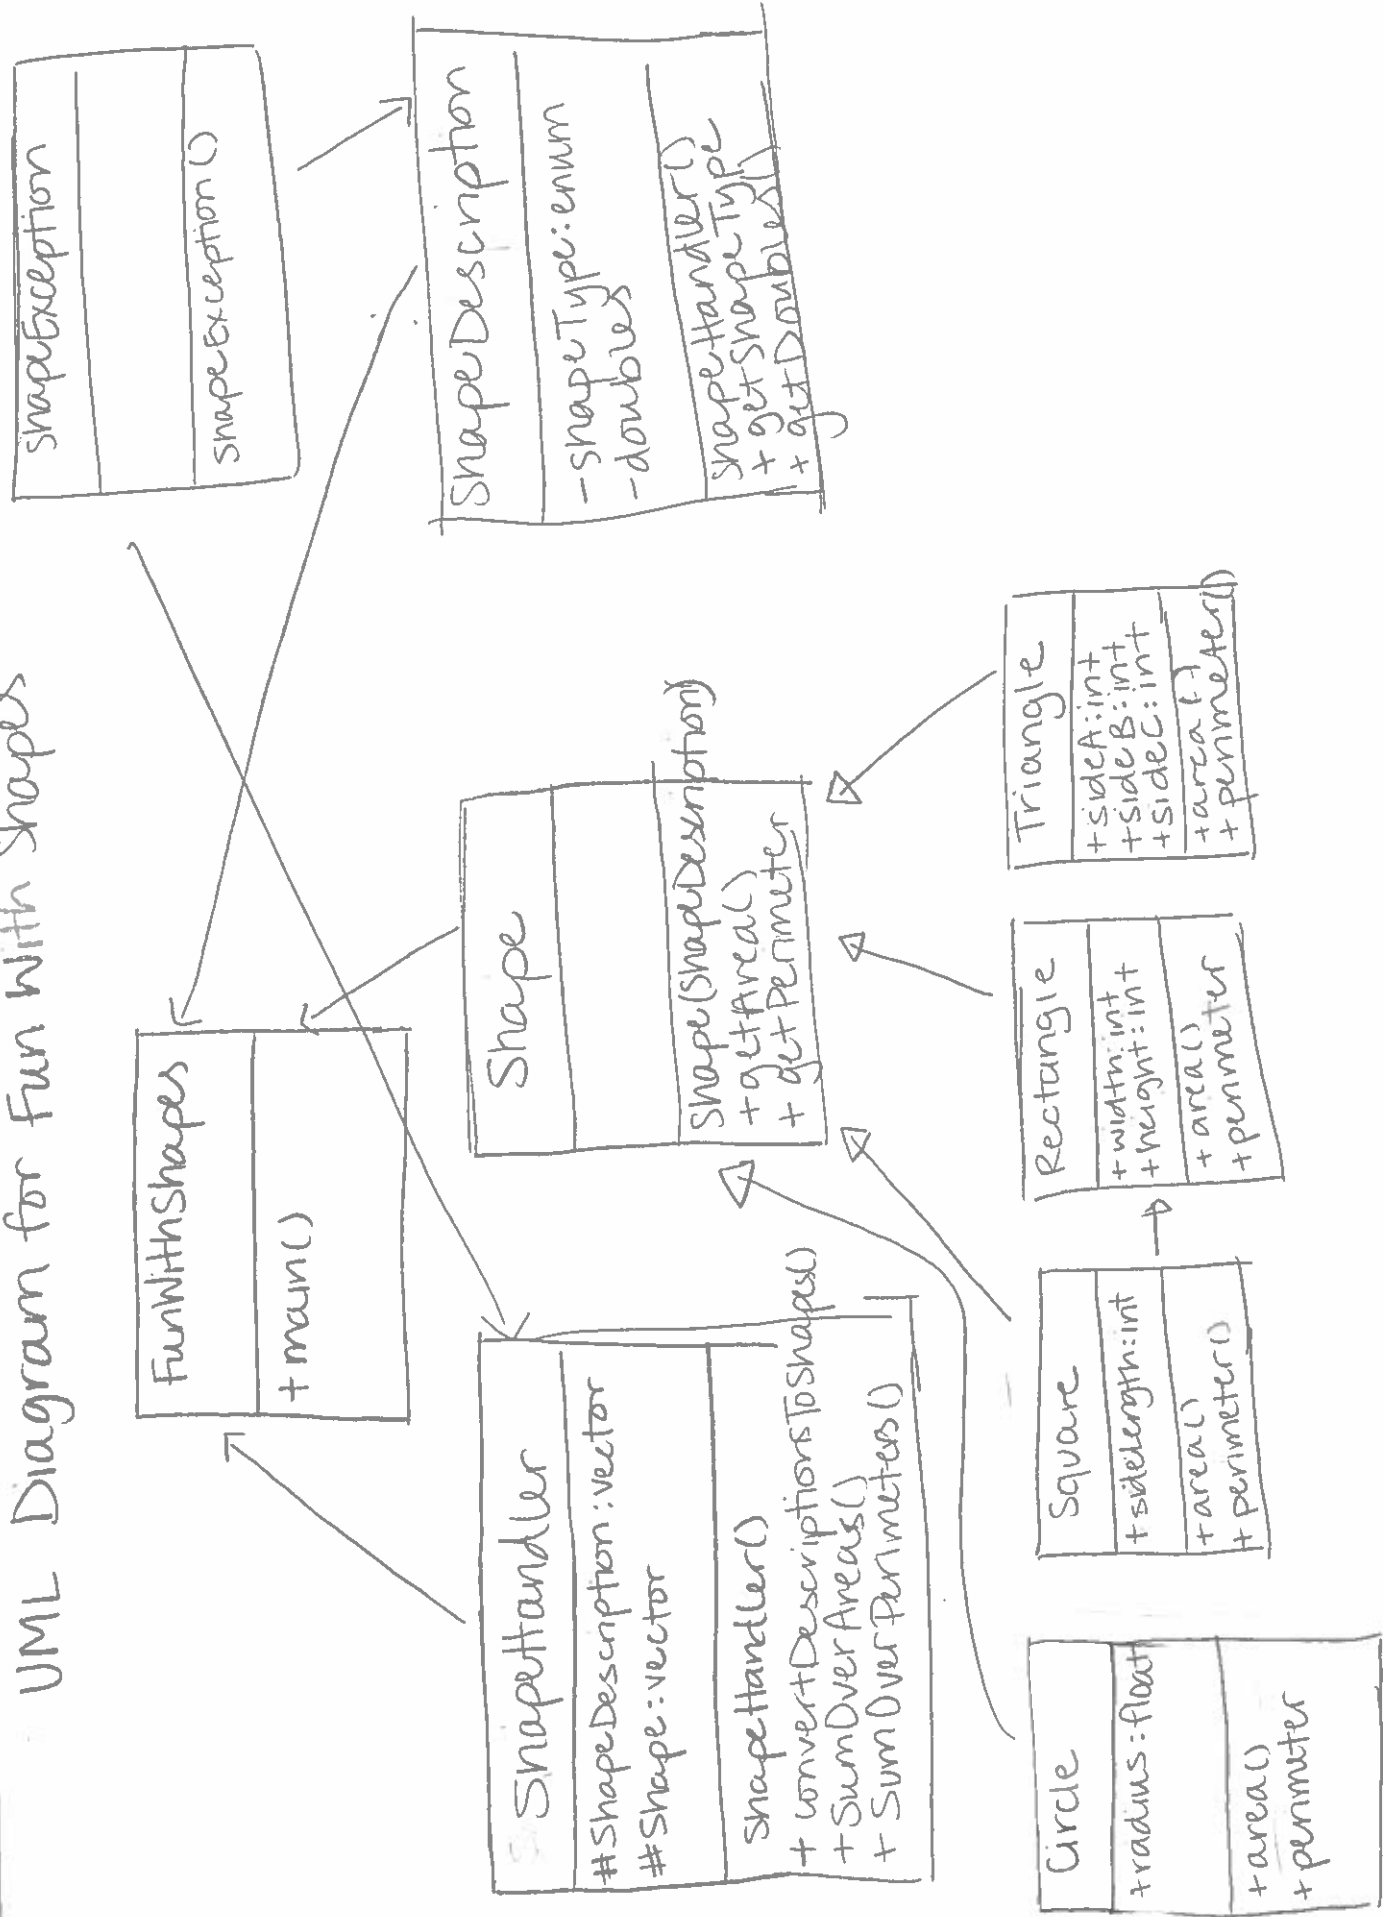 UML Diagram for Fun With Shapes
FunWithShapes
+main()
ShapeException
ShapeException()
ShapeHandler
#ShapeDescription::vector
#Shape::vector
ShapeHandler()
+convertDescriptionsToShapes()
+SumOverAreas()
+SumOverPerimeters()
Shape
Shape(ShapeDescription)
+getArea()
+getPerimeter
ShapeDescription
-shapeType::enum
-doubles
ShapeHandler()
+getShapeType
+getDoubles()
Circle
+radius::float
+area()
+perimeter
Square
+sidelength:int
+area()
+perimeter()
Rectangle
+width:int
+height:int
+area()
+perimeter
Triangle
+sideA:int
+sideB:int
+sideC:int
+area()
+perimeter()